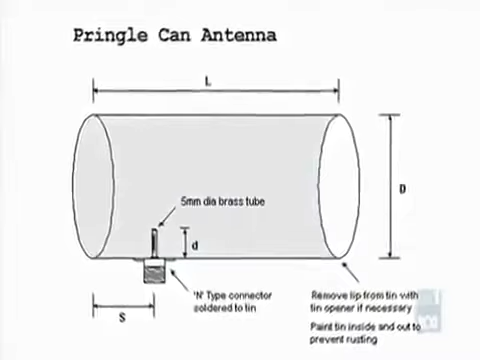 Pringle Can Antenna
L
5mm dia brass tube
D
d
'N' Type connector
soldered to tin
S
Remove lip from tin with
tin opener if necessary
Paint tin inside and out to
prevent rusting